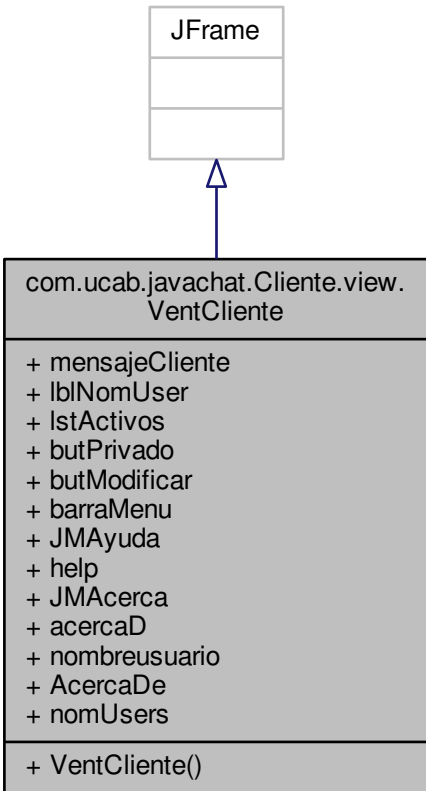 JFrame
com.ucab.javachat.Cliente.view.
VentCliente
+ mensajeCliente
+ lblNomUser
+ lstActivos
+ butPrivado
+ butModificar
+ barraMenu
+ JMAyuda
+ help
+ JMAcerca
+ acercaD
+ nombreusuario
+ AcercaDe
+ nomUsers
+ VentCliente()